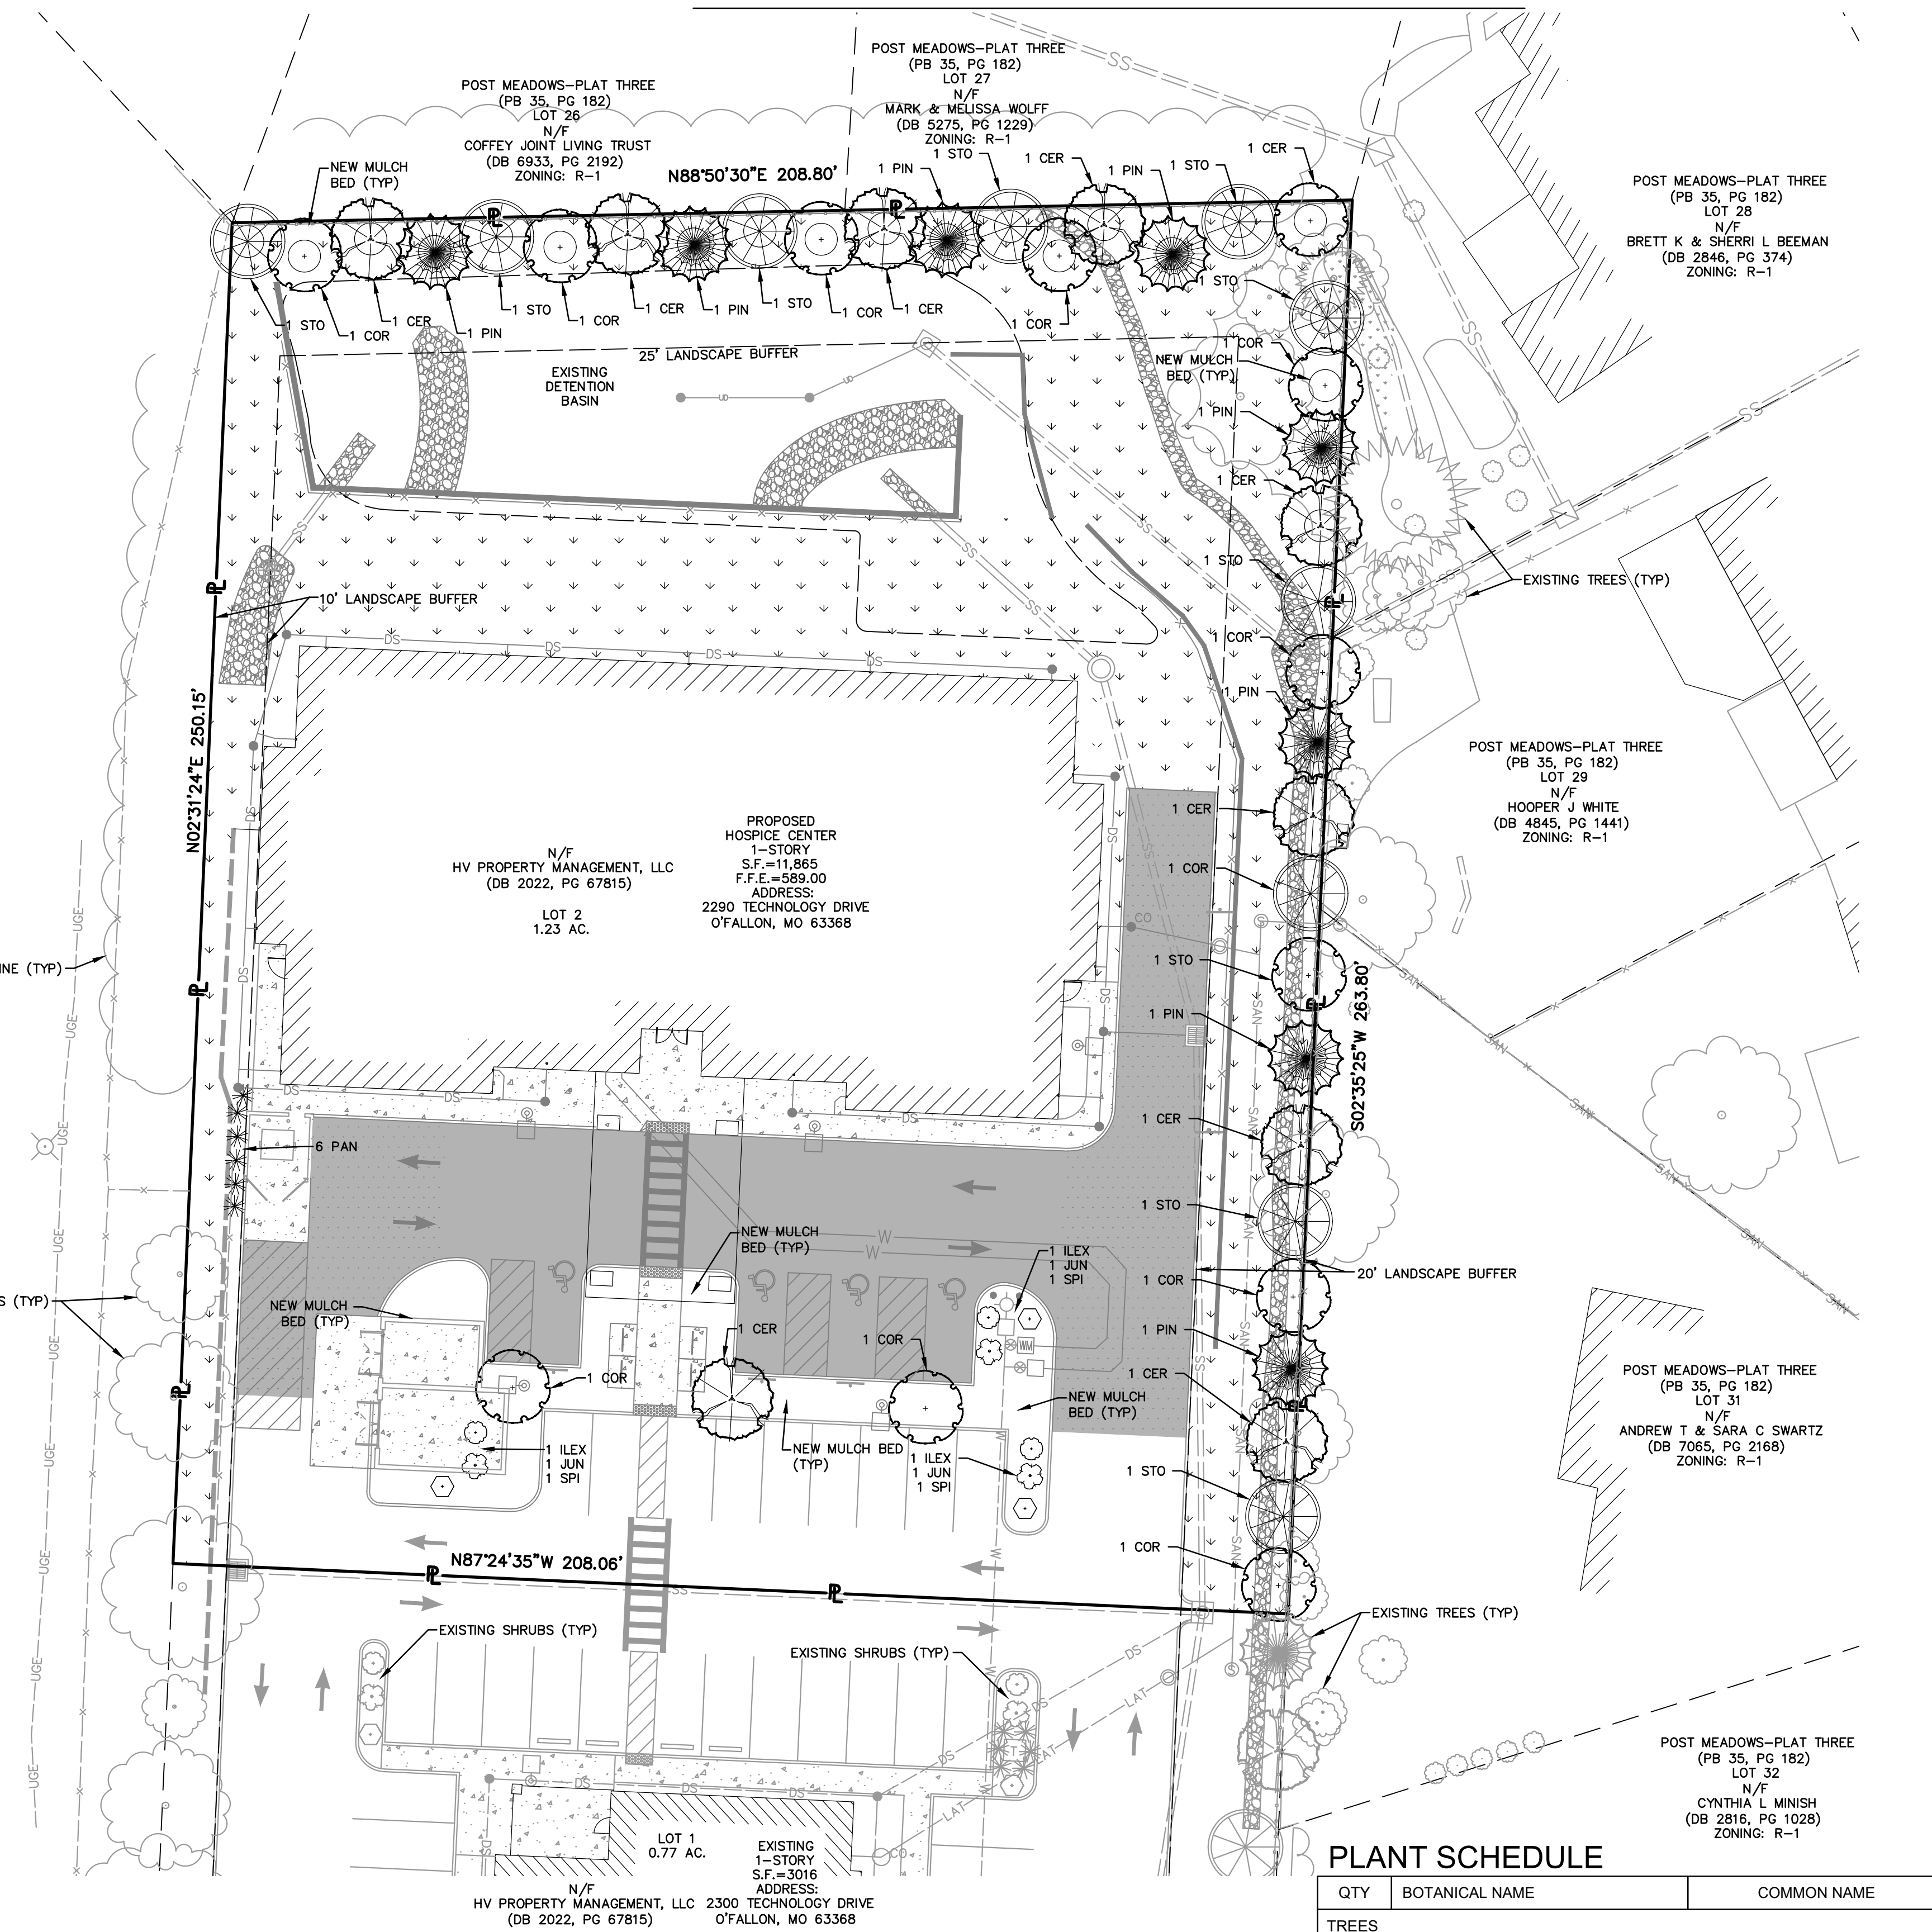 POST MEADOWS-PLAT THREE
(PB 35, PG 182)
LOT 26
N/F
COFFEY JOINT LIVING TRUST
(DB 6933, PG 2192)
ZONING: R-1
POST MEADOWS-PLAT THREE
(PB 35, PG 182)
LOT 27
N/F
MARK & MELISSA WOLFF
(DB 5275, PG 1229)
ZONING: R-1
POST MEADOWS-PLAT THREE
(PB 35, PG 182)
LOT 28
N/F
BRETT K & SHERRI L BEEMAN
(DB 2846, PG 374)
ZONING: R-1
NEW MULCH
BED (TYP)
N88°50'30"E 208.80'
1 PIN
1 STO
1 CER
1 PIN
1 STO
1 CER
1 STO
1 COR
1 CER
1 PIN
1 STO
1 COR
1 CER
1 PIN
1 STO
1 COR
1 CER
1 COR
25' LANDSCAPE BUFFER
EXISTING
DETENTION
BASIN
1 STO
1 COR
NEW MULCH
BED (TYP)
1 PIN
1 CER
1 STO
1 COR
1 PIN
1 CER
1 COR
1 STO
1 PIN
1 CER
1 STO
1 COR
1 PIN
1 CER
1 STO
1 COR
EXISTING TREES (TYP)
10' LANDSCAPE BUFFER
N02°31'24"E 250.15'
POST MEADOWS-PLAT THREE
(PB 35, PG 182)
LOT 29
N/F
HOOPER J WHITE
(DB 4845, PG 1441)
ZONING: R-1
N/F
HV PROPERTY MANAGEMENT, LLC
(DB 2022, PG 67815)
LOT 2
1.23 AC.
PROPOSED
HOSPICE CENTER
1-STORY
S.F.=11,865
F.F.E.=589.00
ADDRESS:
2290 TECHNOLOGY DRIVE
O'FALLON, MO 63368
INE (TYP)
S02°35'25"W 263.80'
6 PAN
NEW MULCH
BED (TYP)
1 ILEX
1 JUN
1 SPI
20' LANDSCAPE BUFFER
S (TYP)
NEW MULCH
BED (TYP)
1 CER
1 COR
1 COR
WM
NEW MULCH
BED (TYP)
1 ILEX
1 JUN
1 SPI
NEW MULCH BED
(TYP)
1 ILEX
1 JUN
1 SPI
POST MEADOWS-PLAT THREE
(PB 35, PG 182)
LOT 31
N/F
ANDREW T & SARA C SWARTZ
(DB 7065, PG 2168)
ZONING: R-1
N87°24'35"W 208.06'
EXISTING SHRUBS (TYP)
EXISTING SHRUBS (TYP)
EXISTING TREES (TYP)
POST MEADOWS-PLAT THREE
(PB 35, PG 182)
LOT 32
N/F
CYNTHIA L MINISH
(DB 2816, PG 1028)
ZONING: R-1
LOT 1
0.77 AC.
EXISTING
1-STORY
S.F.=3016
ADDRESS:
2300 TECHNOLOGY DRIVE
O'FALLON, MO 63368
N/F
HV PROPERTY MANAGEMENT, LLC
(DB 2022, PG 67815)
PLANT SCHEDULE
QTY BOTANICAL NAME COMMON NAME
TREES